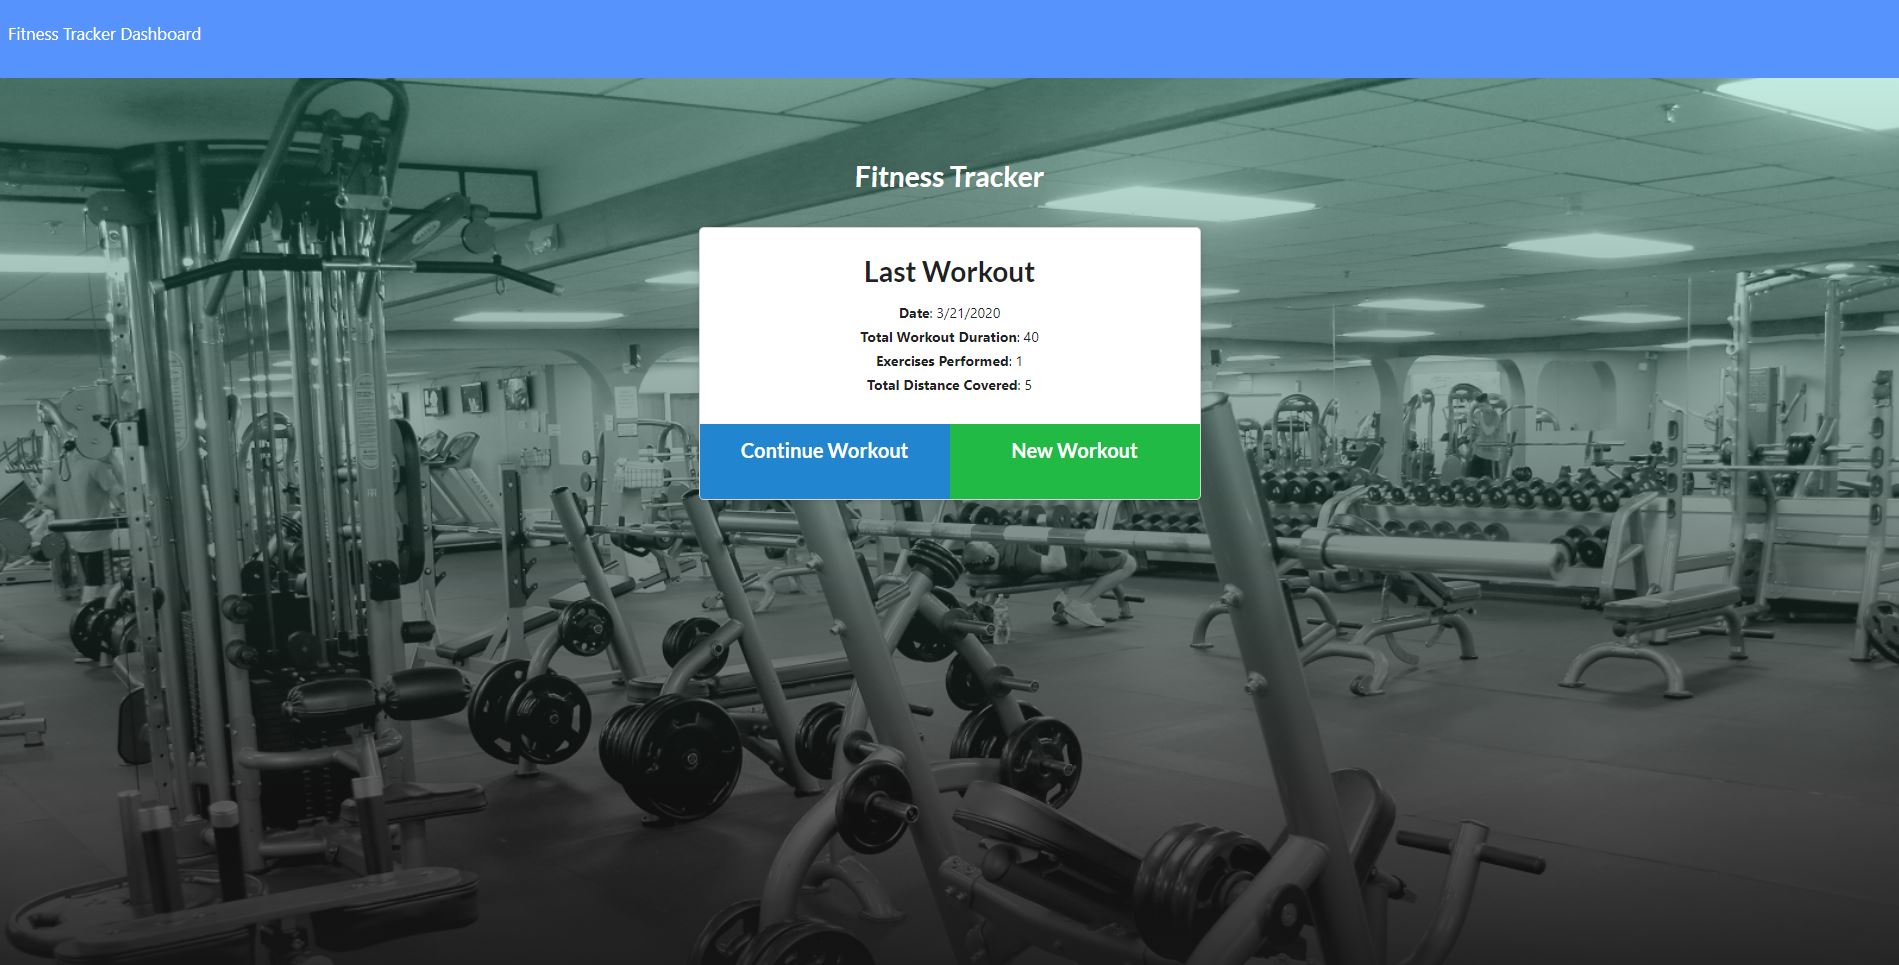 Fitness Tracker Dashboard
Fitness Tracker
Last Workout
Date: 3/21/2020
Total Workout Duration: 40
Exercises Performed: 1
Total Distance Covered: 5
Continue Workout New Workout